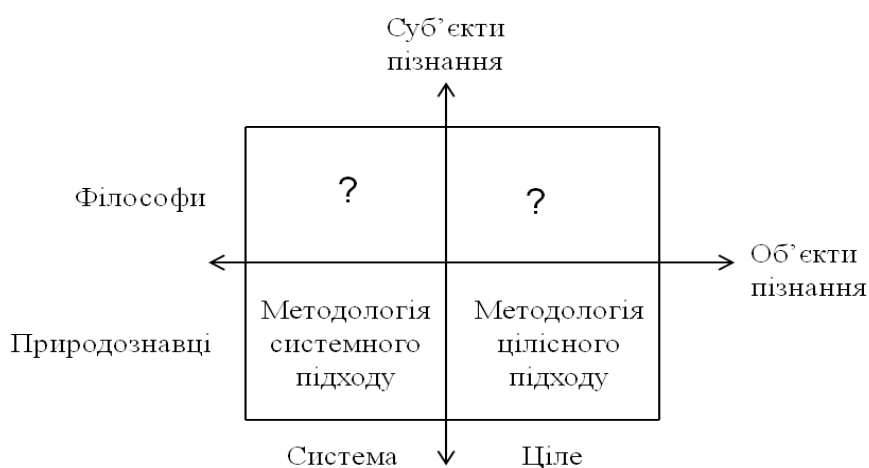 Суб’єкти
пізнання
Філософи
?
?
Об’єкти
пізнання
Природознавці
Методологія
системного
підходу
Методологія
цілісного
підходу
Система
Ціле